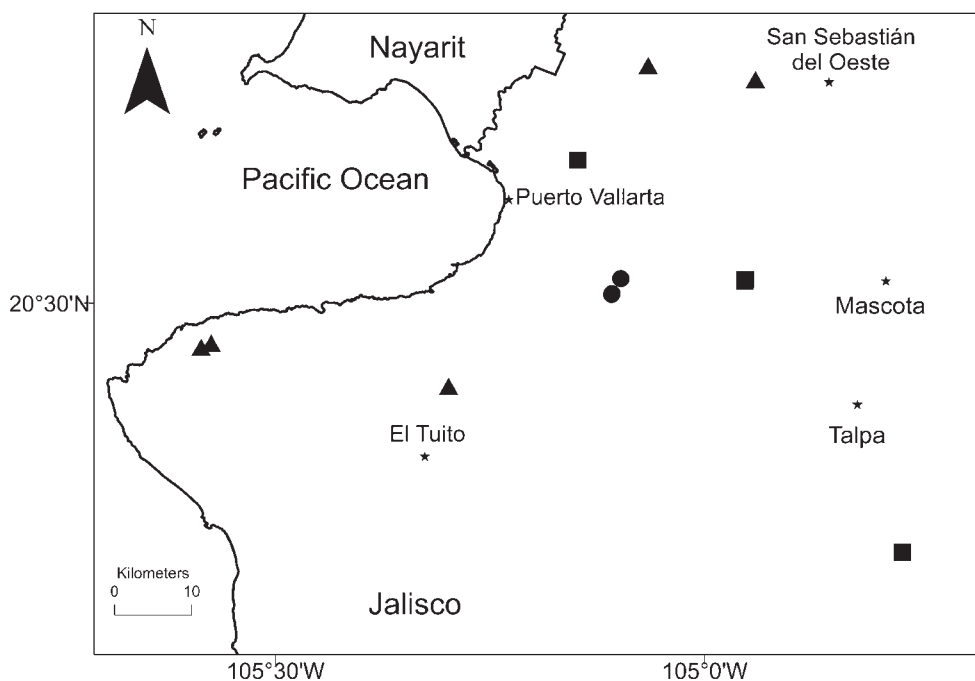 N
Nayarit
San Sebastián
del Oeste
Pacific Ocean
Puerto Vallarta
20°30'N
Mascota
El Tuito
Talpa
Kilometers
0 10
Jalisco
105°30'W
105°0'W